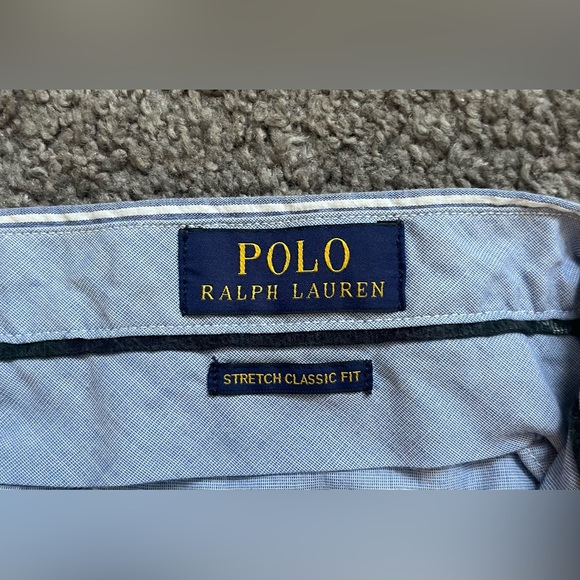 POLO
RALPH LAUREN
STRETCH CLASSIC FIT